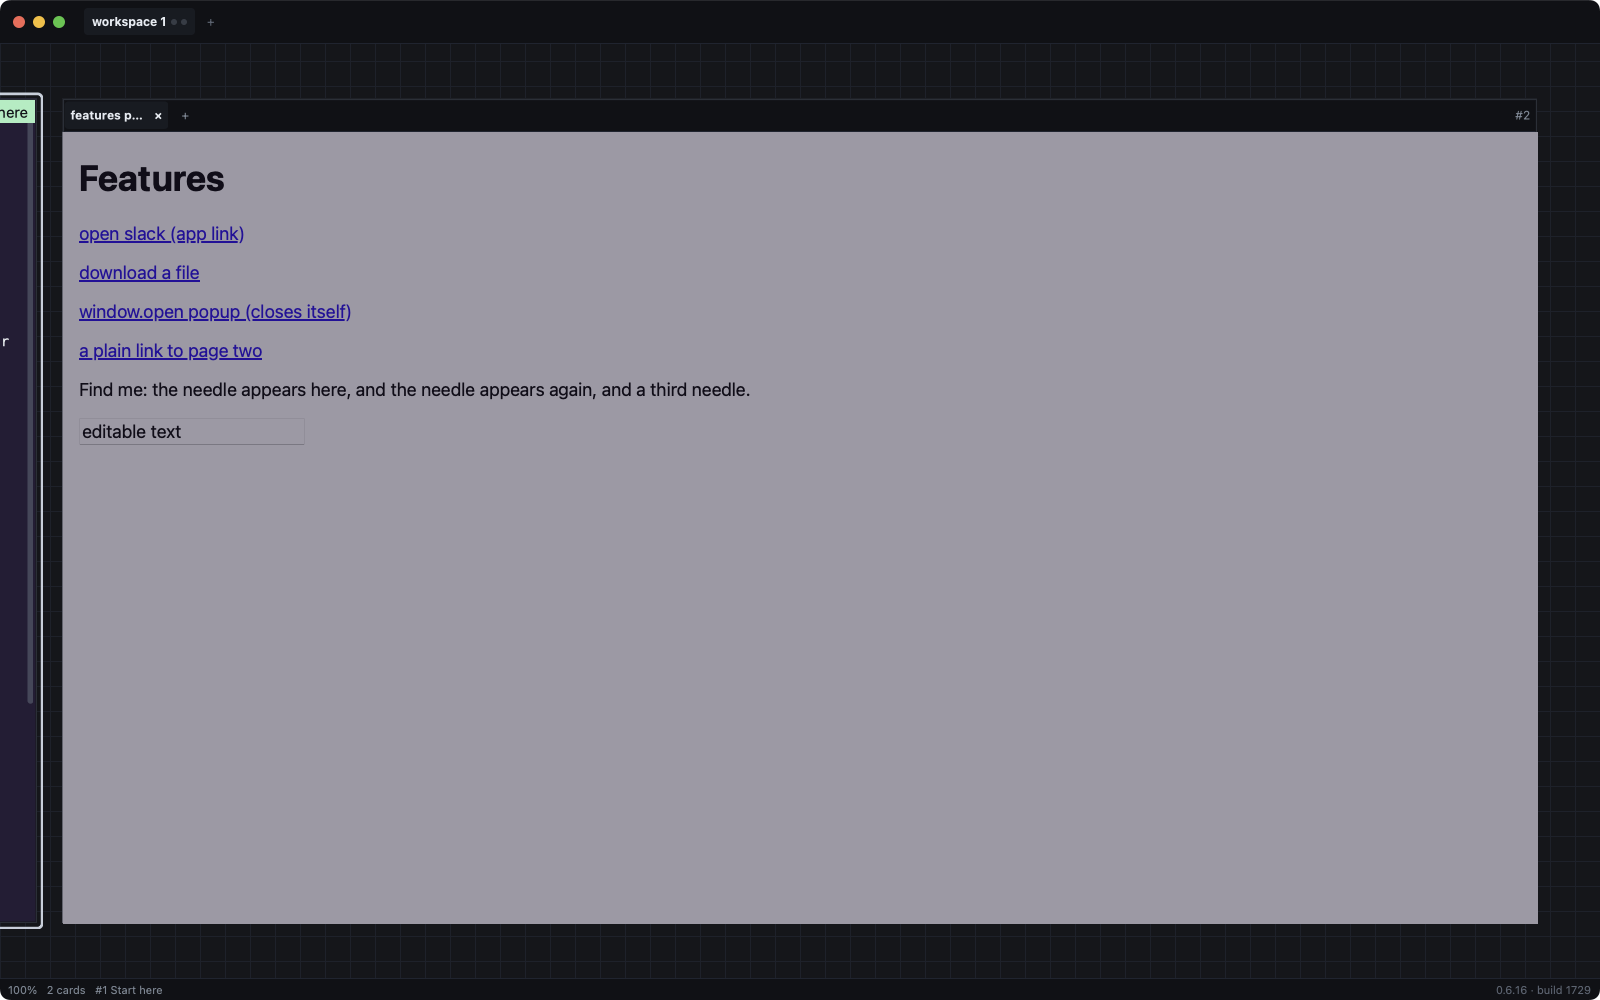 workspace 1
+
here
features p... × +
#2
Features
open slack (app link)
download a file
window.open popup (closes itself)
r
a plain link to page two
Find me: the needle appears here, and the needle appears again, and a third needle.
editable text
100% 2 cards #1 Start here
0.6.16 · build 1729